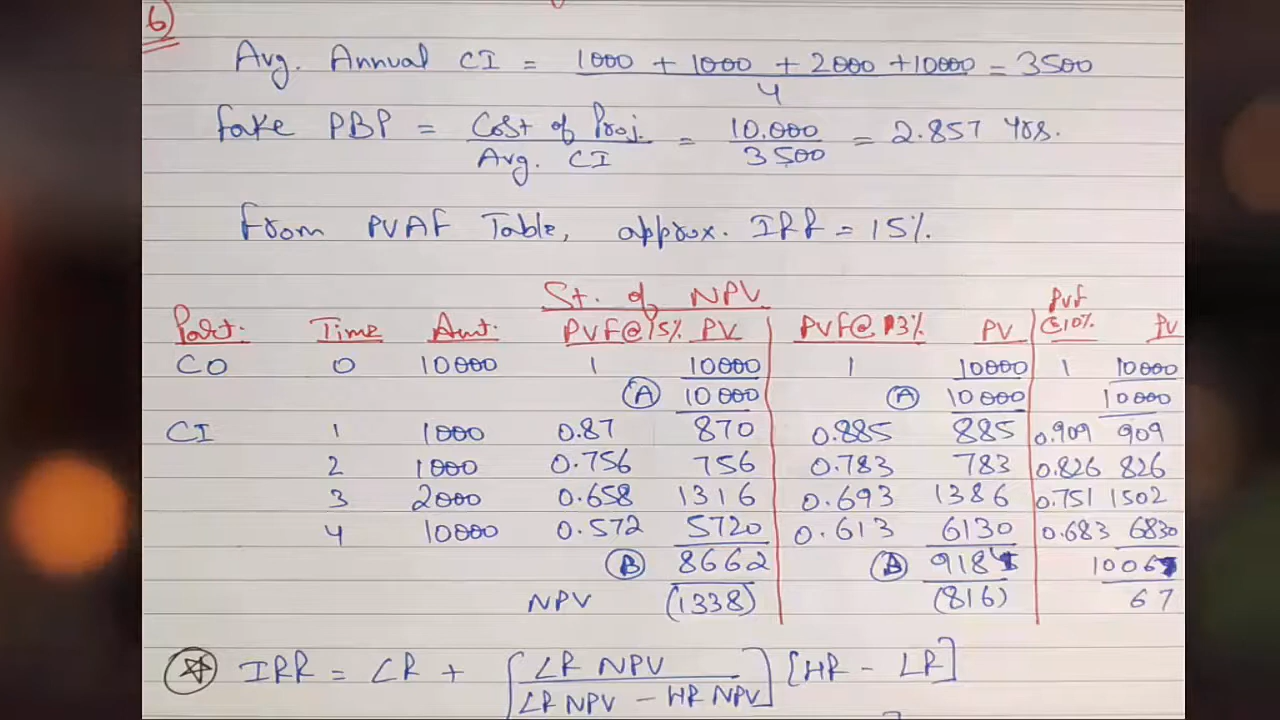 6)
Avg. Annual CI = 1000 + 1000 + 2000 + 10000 = 3500
4
fake PBP = Cost of Proj. = 10,000 = 2.857 yrs.
Avg. CI 3500
From PVAF Table, approx. IRR = 15%.
St. of NPV
Part. Time Amt. PVF@15% PV PVF@13% PV PVF @10% PV
CO 0 10000 1 10000 1 10000 1 10000
(A) 10000 (A) 10000 10000
CI 1 1000 0.87 870 0.885 885 0.909 909
2 1000 0.756 756 0.783 783 0.826 826
3 2000 0.658 1316 0.693 1386 0.751 1502
4 10000 0.572 5720 0.613 6130 0.683 6830
(B) 8662 (B) 9184 10067
NPV (1338) (816) 67
☆ IRR = LR + [LR NPV] [HR - LR]
LR NPV - HR NPV